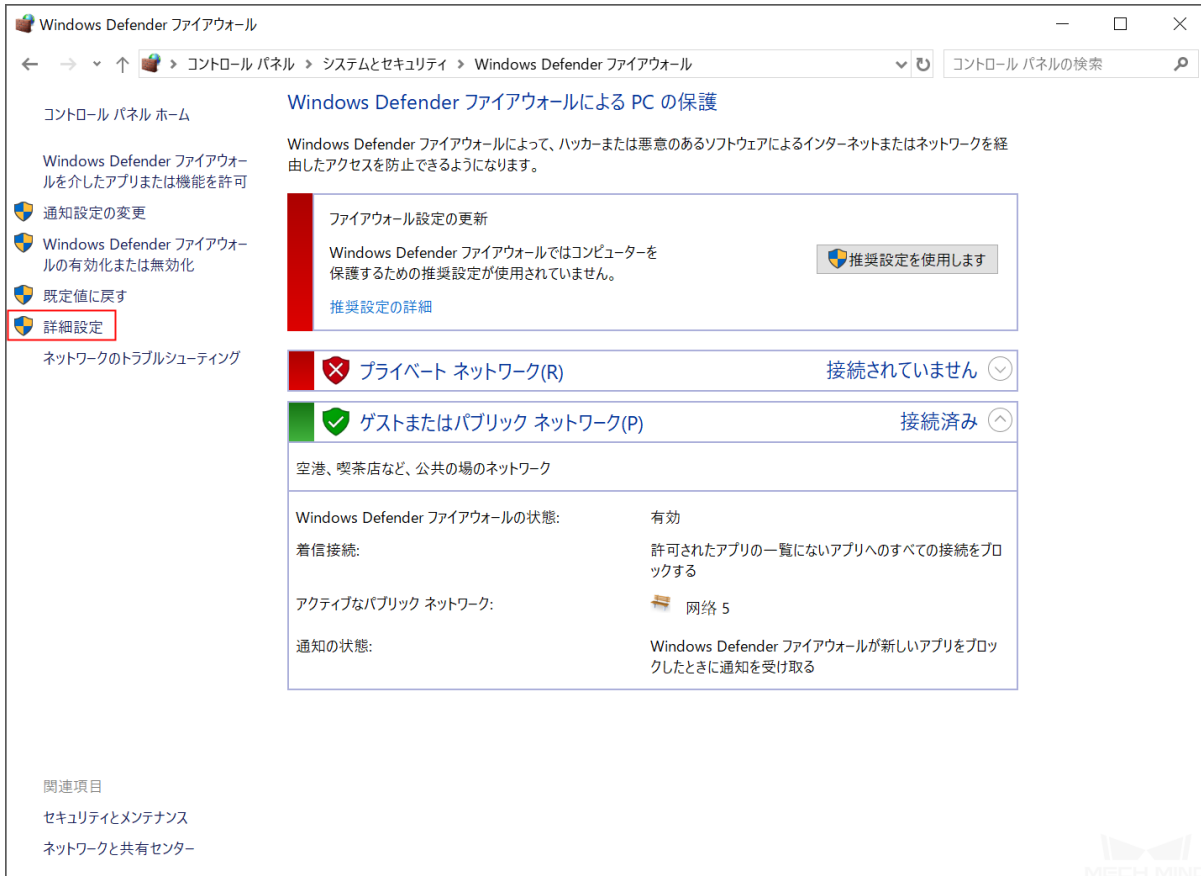 Windows Defender ファイアウォール
コントロール パネル
システムとセキュリティ
Windows Defender ファイアウォール
コントロール パネルの検索
コントロール パネル ホーム
Windows Defender ファイアウォー
ルを介したアプリまたは機能を許可
通知設定の変更
Windows Defender ファイアウォー
ルの有効化または無効化
既定値に戻す
詳細設定
ネットワークのトラブルシューティング
Windows Defender ファイアウォールによる PC の保護
Windows Defender ファイアウォールによって、ハッカーまたは悪意のあるソフトウェアによるインターネットまたはネットワークを経
由したアクセスを防止できるようになります。
ファイアウォール設定の更新
Windows Defender ファイアウォールではコンピューターを
保護するための推奨設定が使用されていません。
推奨設定を使用します
推奨設定の詳細
プライベート ネットワーク(R)
接続されていません
ゲストまたはパブリック ネットワーク(P)
接続済み
空港、喫茶店など、公共の場のネットワーク
Windows Defender ファイアウォールの状態:
有効
着信接続:
許可されたアプリの一覧にないアプリへのすべての接続をブロ
ックする
アクティブなパブリック ネットワーク:
网络 5
通知の状態:
Windows Defender ファイアウォールが新しいアプリをブロッ
クしたときに通知を受け取る
関連項目
セキュリティとメンテナンス
ネットワークと共有センター
MECH MIND